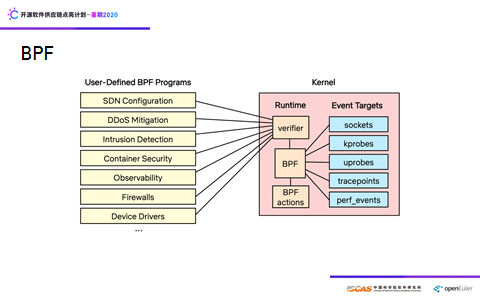 开源软件供应链点亮计划-暑期2020
BPF
User-Defined BPF Programs
Kernel
SDN Configuration
DDoS Mitigation
Intrusion Detection
Container Security
Observability
Firewalls
Device Drivers
...
Runtime
Event Targets
verifier
BPF
BPF
actions
sockets
kprobes
uprobes
tracepoints
perf_events
ISCAS 中国科学院软件研究所
openEuler